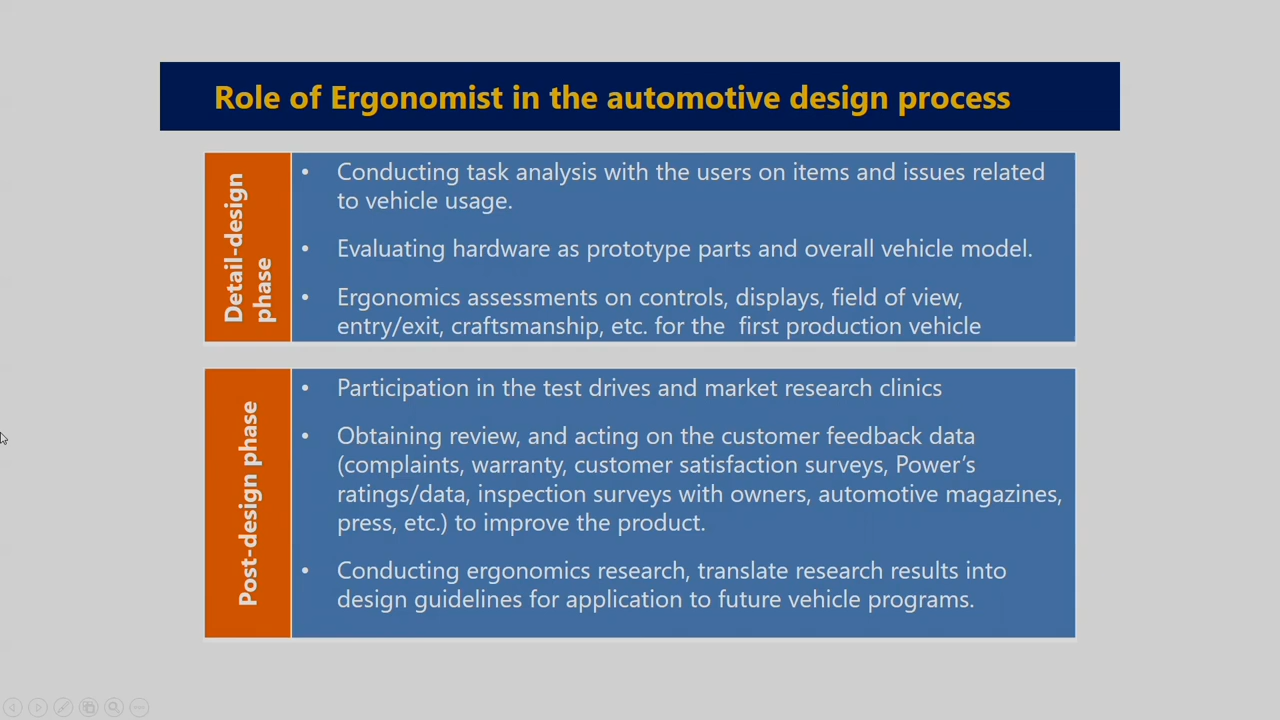 Role of Ergonomist in the automotive design process
Detail-design
phase
• Conducting task analysis with the users on items and issues related
to vehicle usage.
• Evaluating hardware as prototype parts and overall vehicle model.
• Ergonomics assessments on controls, displays, field of view,
entry/exit, craftsmanship, etc. for the  first production vehicle
Post-design phase
• Participation in the test drives and market research clinics
• Obtaining review, and acting on the customer feedback data
(complaints, warranty, customer satisfaction surveys, Power’s
ratings/data, inspection surveys with owners, automotive magazines,
press, etc.) to improve the product.
• Conducting ergonomics research, translate research results into
design guidelines for application to future vehicle programs.